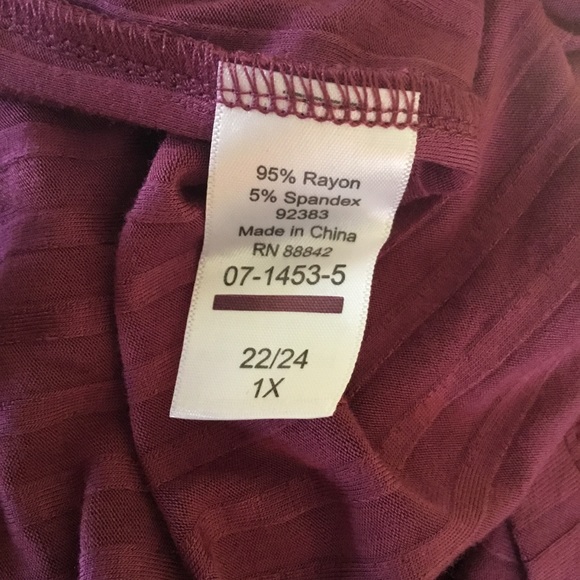 95% Rayon
5% Spandex
92383
Made in China
RN 88842
07-1453-5
22/24
1X